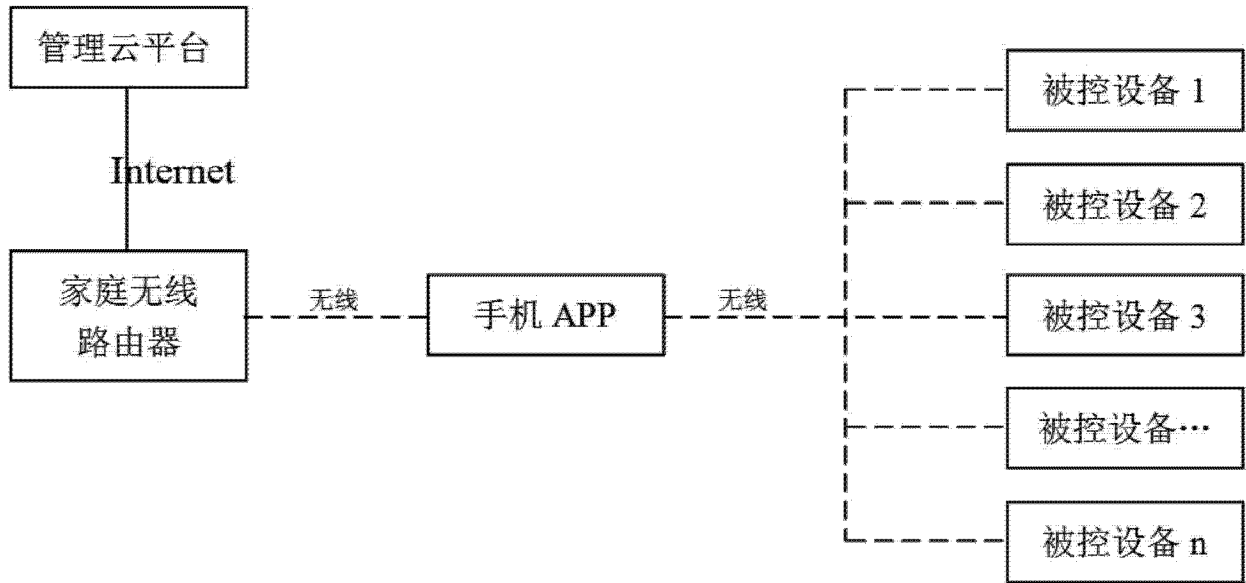 管理云平台
Internet
家庭无线
路由器
无线
手机 APP
无线
被控设备 1
被控设备 2
被控设备 3
被控设备…
被控设备 n